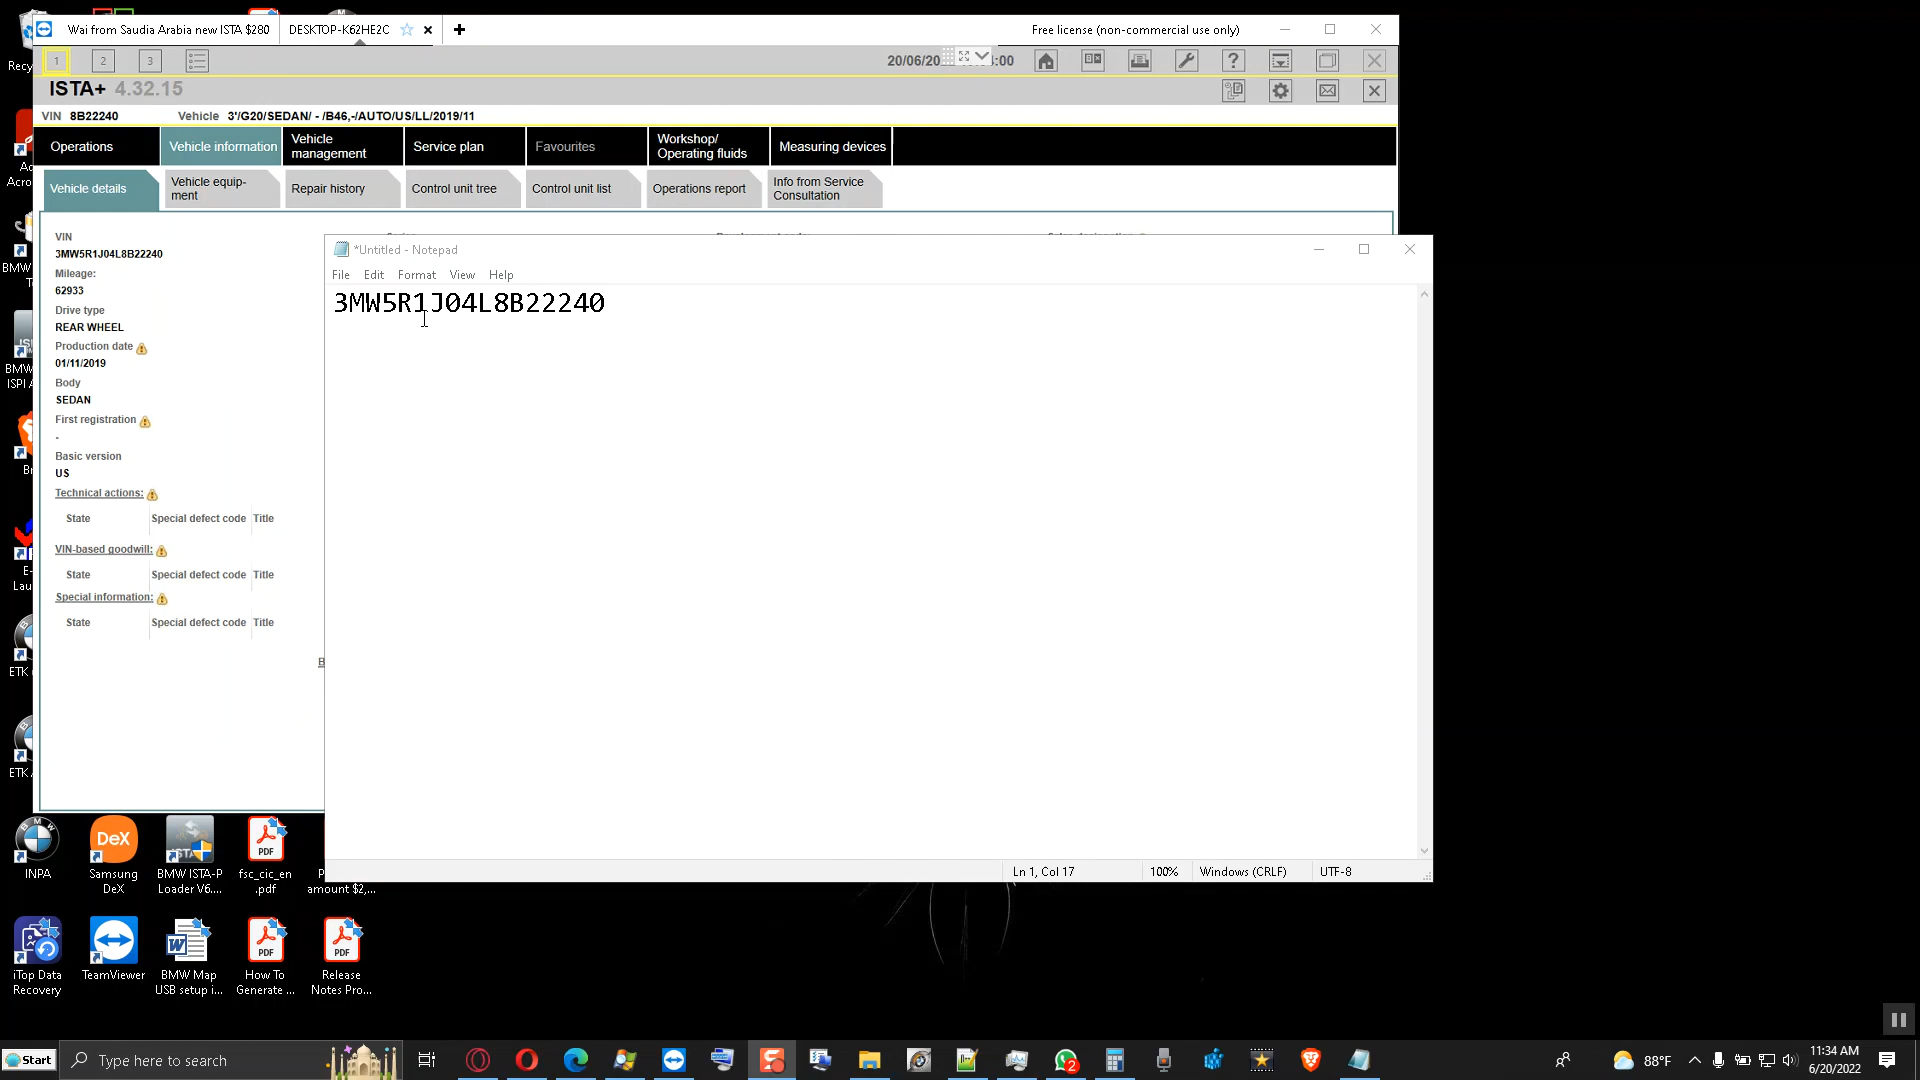 Wai from Saudia Arabia new ISTA $280
DESKTOP-K62HE2C
Free license (non-commercial use only)
1
2
3
20/06/20
:00
ISTA+ 4.32.15
VIN 8B22240
Vehicle 3'/G20/SEDAN/ - /B46,-/AUTO/US/LL/2019/11
Operations
Vehicle information
Vehicle management
Service plan
Favourites
Workshop/ Operating fluids
Measuring devices
Vehicle details
Vehicle equip-
ment
Repair history
Control unit tree
Control unit list
Operations report
Info from Service
Consultation
VIN
3MW5R1J04L8B22240
Mileage:
62933
Drive type
REAR WHEEL
Production date
01/11/2019
Body
SEDAN
First registration
-
Basic version
US
Technical actions:
State Special defect code Title
VIN-based goodwill:
State Special defect code Title
Special information:
State Special defect code Title
*Untitled - Notepad
File Edit Format View Help
3MW5R1J04L8B22240
Ln 1, Col 17
100%
Windows (CRLF)
UTF-8
INPA
DeX
Samsung
DeX
BMW ISTA-P
Loader V6....
PDF
fsc_cic_en
.pdf
amount $2,...
iTop Data
Recovery
TeamViewer
BMW Map
USB setup i...
PDF
How To
Generate ...
PDF
Release
Notes Pro...
Start
Type here to search
2
88°F
11:34 AM
6/20/2022